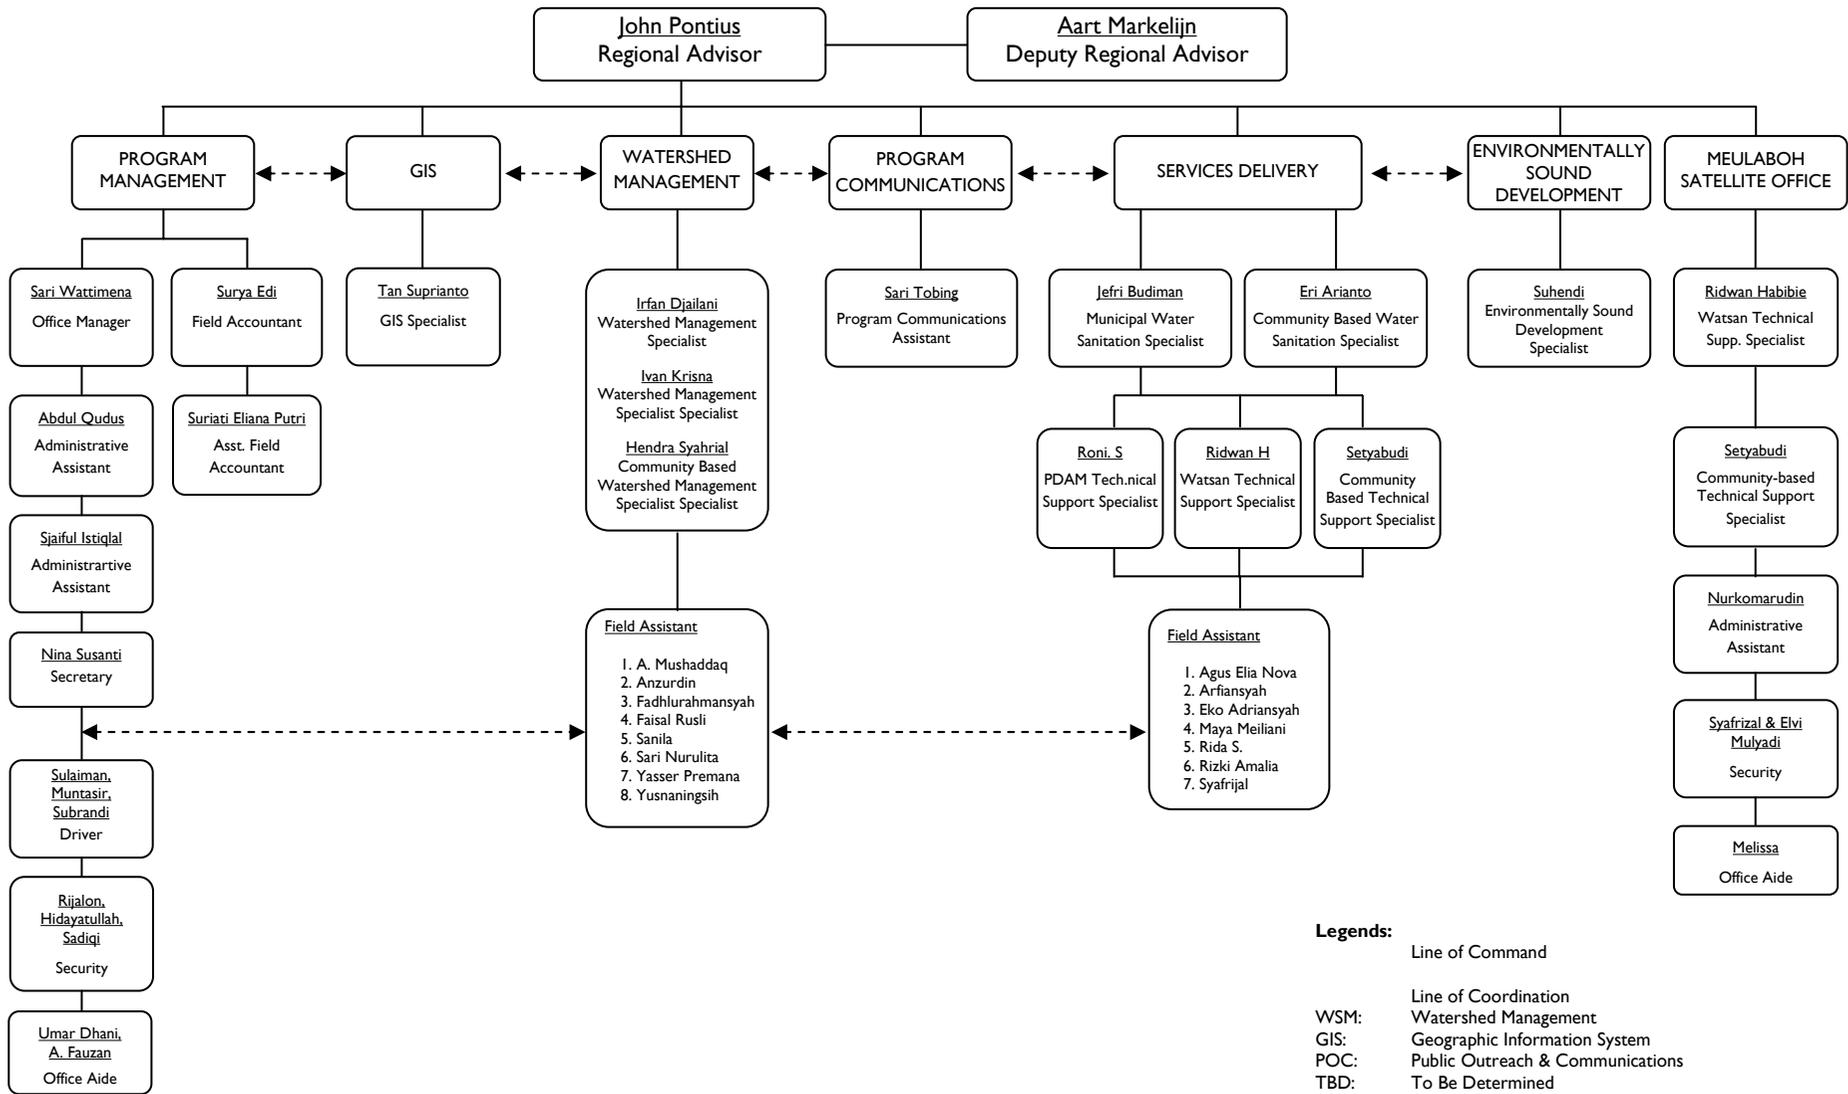 John Pontius
Regional Advisor
Aart Markelijn
Deputy Regional Advisor
PROGRAM
MANAGEMENT
GIS
WATERSHED
MANAGEMENT
PROGRAM
COMMUNICATIONS
SERVICES DELIVERY
ENVIRONMENTALLY
SOUND
DEVELOPMENT
MEULABOH
SATELLITE OFFICE
Sari Wattimena
Office Manager
Surya Edi
Field Accountant
Tan Suprianto
GIS Specialist
Irfan Djailani
Watershed Management
Specialist
Ivan Krisna
Watershed Management
Specialist Specialist
Hendra Syahrial
Community Based
Watershed Management
Specialist Specialist
Sari Tobing
Program Communications
Assistant
Jefri Budiman
Municipal Water
Sanitation Specialist
Eri Arianto
Community Based Water
Sanitation Specialist
Suhendi
Environmentally Sound
Development
Specialist
Ridwan Habibie
Watsan Technical
Supp. Specialist
Abdul Qudus
Administrative
Assistant
Suriati Eliana Putri
Asst. Field
Accountant
Roni. S
PDAM Tech.nical
Support Specialist
Ridwan H
Watsan Technical
Support Specialist
Setyabudi
Community
Based Technical
Support Specialist
Setyabudi
Community-based
Technical Support
Specialist
Sjaiful Istiqlal
Administrartive
Assistant
Nurkomarudin
Administrative
Assistant
Nina Susanti
Secretary
Field Assistant
1. A. Mushaddaq
2. Anzurdin
3. Fadhlurahmansyah
4. Faisal Rusli
5. Sanila
6. Sari Nurulita
7. Yasser Premana
8. Yusnaningsih
Field Assistant
1. Agus Elia Nova
2. Arfiansyah
3. Eko Adriansyah
4. Maya Meiliani
5. Rida S.
6. Rizki Amalia
7. Syafrijal
Syafrizal & Elvi
Mulyadi
Security
Sulaiman,
Muntasir,
Subrandi
Driver
Melissa
Office Aide
Rijalon,
Hidayatullah,
Sadiqi
Security
Umar Dhani,
A. Fauzan
Office Aide
Legends:
Line of Command
Line of Coordination
WSM: Watershed Management
GIS: Geographic Information System
POC: Public Outreach & Communications
TBD: To Be Determined